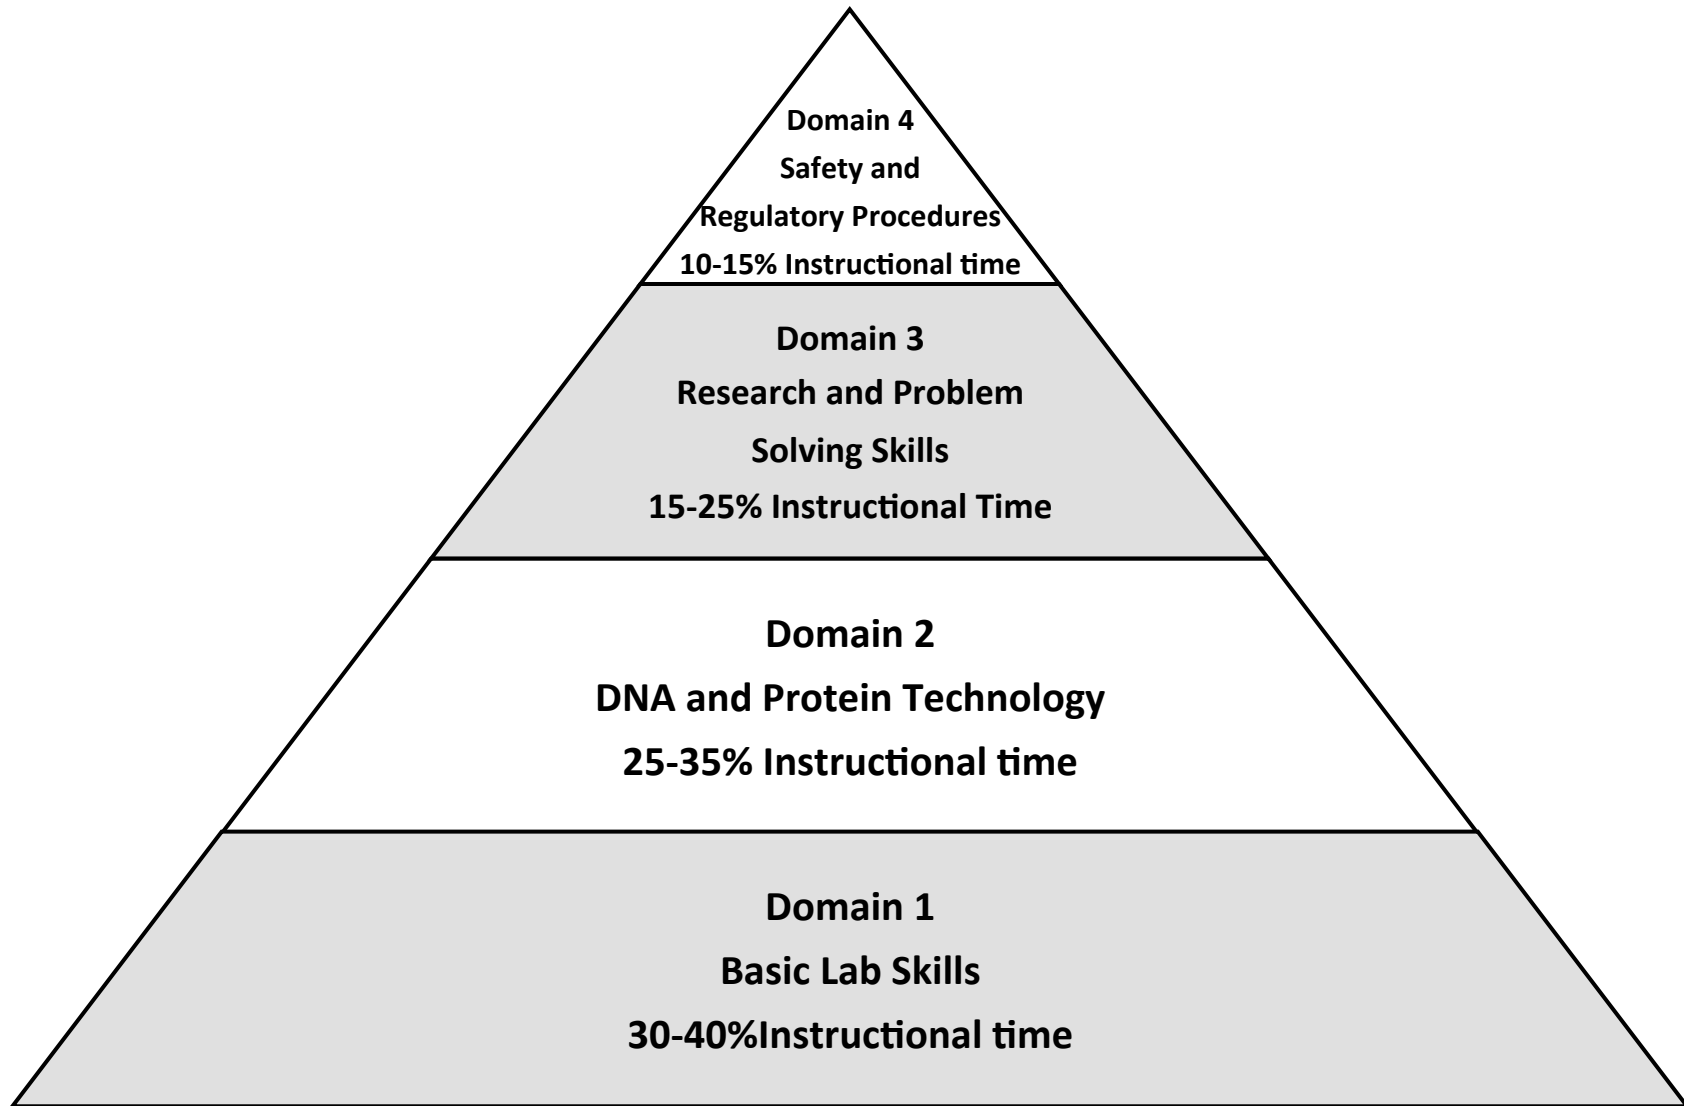 Domain 4
Safety and
Regulatory Procedures
10-15% Instructional time
Domain 3
Research and Problem
Solving Skills
15-25% Instructional Time
Domain 2
DNA and Protein Technology
25-35% Instructional time
Domain 1
Basic Lab Skills
30-40%Instructional time